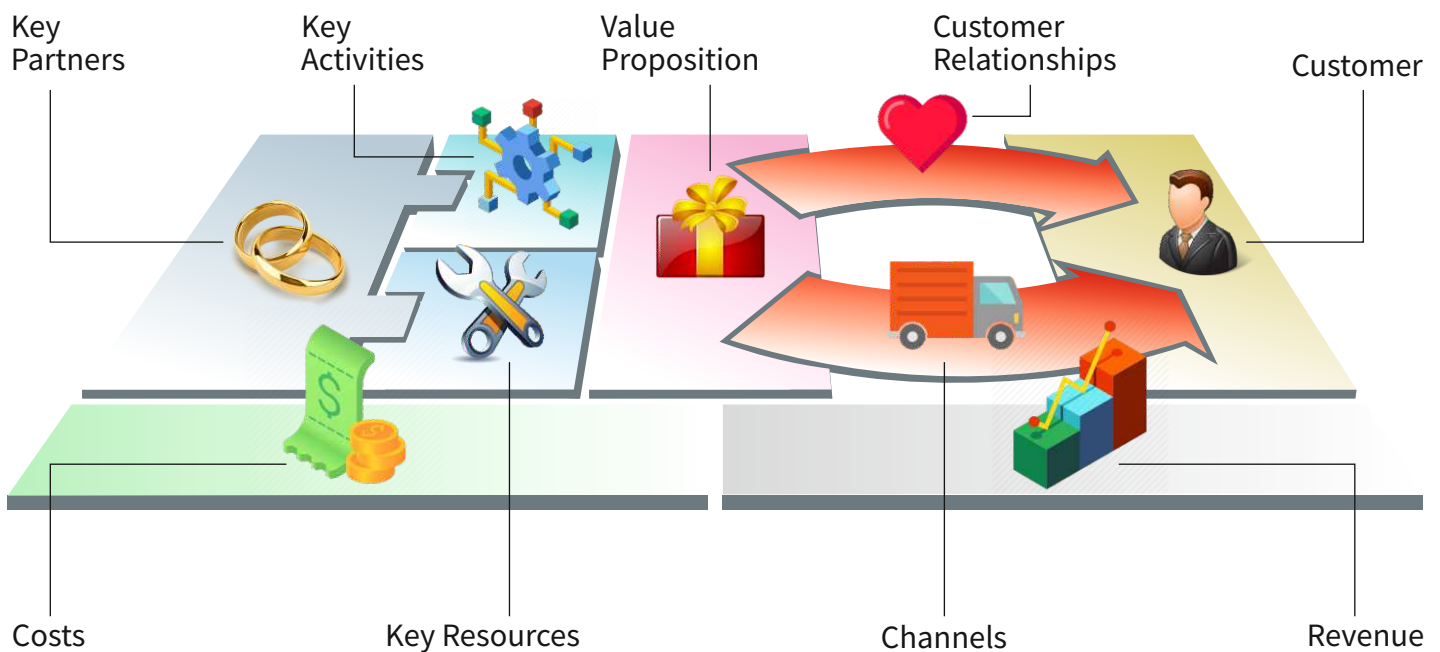 Key
Partners
Key
Activities
Value
Proposition
Customer
Relationships
Customer
$
Costs
Key Resources
Channels
Revenue